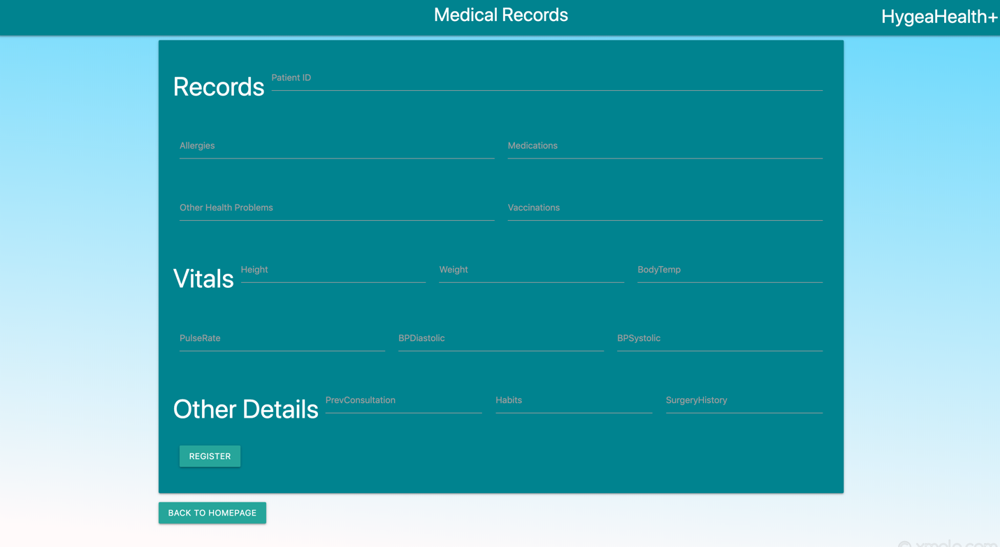 Medical Records
HygeaHealth+
Records
Patient ID
Allergies
Medications
Other Health Problems
Vaccinations
Vitals
Height
Weight
BodyTemp
PulseRate
BPDiastolic
BPSystolic
Other Details
PrevConsultation
Habits
SurgeryHistory
REGISTER
BACK TO HOMEPAGE